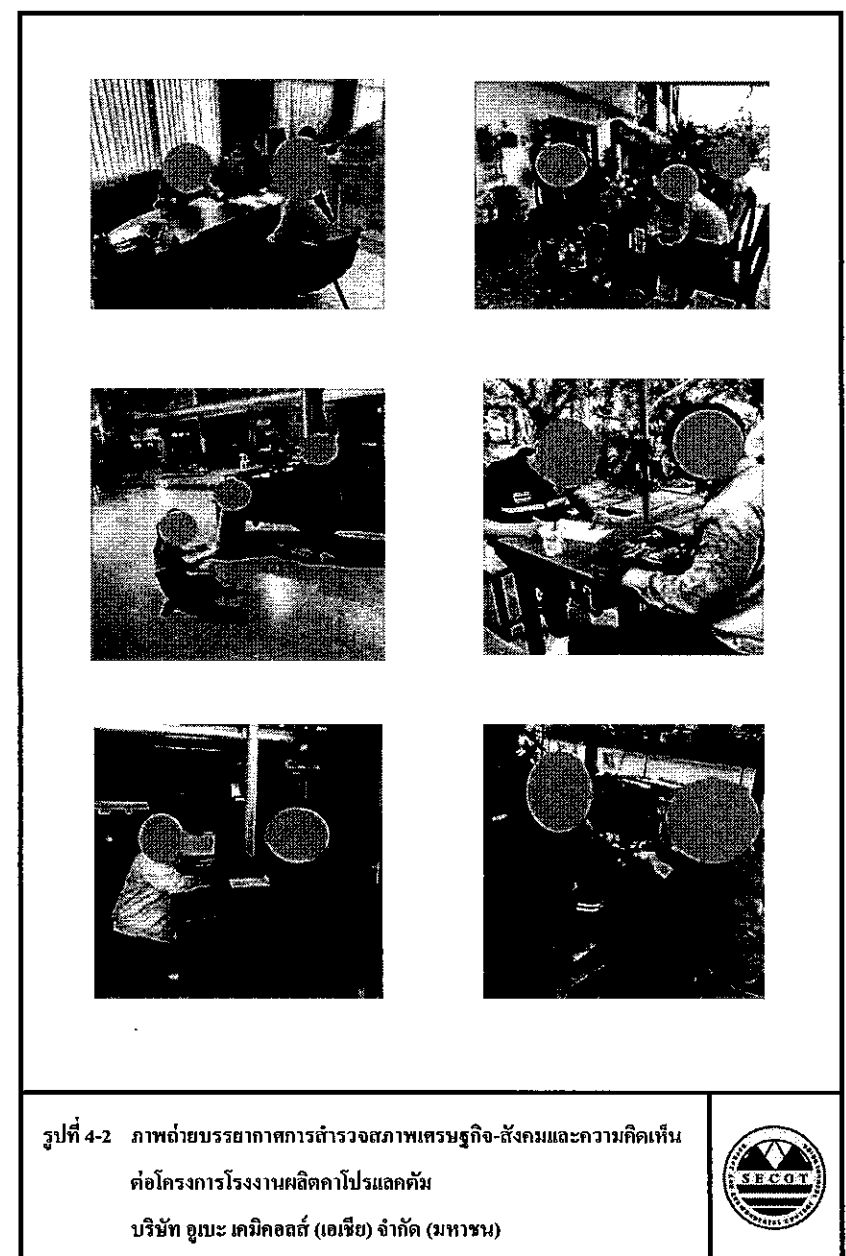 รูปที่ 4-2 ภาพถ่ายบรรยากาศการสำรวจสภาพเศรษฐกิจ-สังคมและความคิดเห็น
ต่อโครงการโรงงานผลิตคาโปรแลคตัม
บริษัท อูเบะ เคมิคอลส์ (เอเชีย) จำกัด (มหาชน)
SECOT